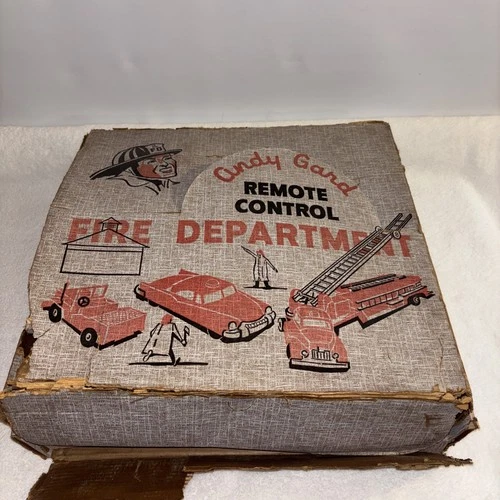 F.D.
Andy Gard
REMOTE
CONTROL
FIRE DEPARTMENT